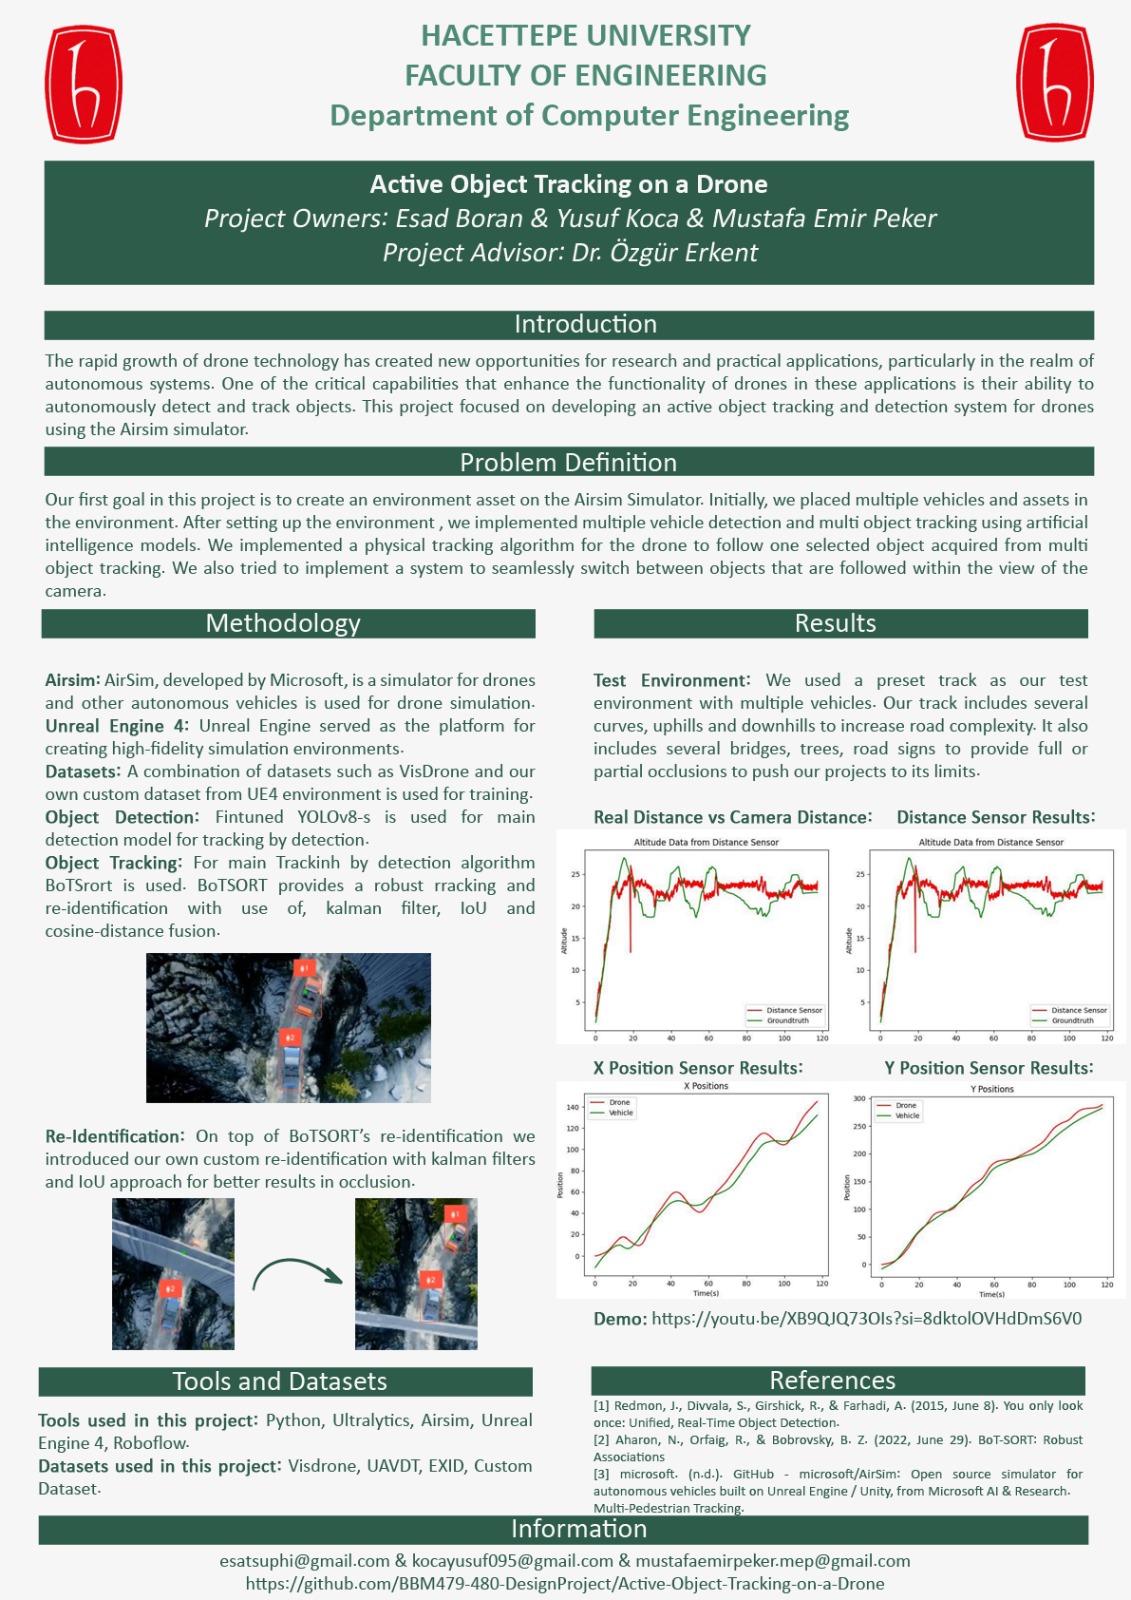 HACETTEPE UNIVERSITY
FACULTY OF ENGINEERING
Department of Computer Engineering
Active Object Tracking on a Drone
Project Owners: Esad Boran & Yusuf Koca & Mustafa Emir Peker
Project Advisor: Dr. Özgür Erkent
Introduction
The rapid growth of drone technology has created new opportunities for research and practical applications, particularly in the realm of
autonomous systems. One of the critical capabilities that enhance the functionality of drones in these applications is their ability to
autonomously detect and track objects. This project focused on developing an active object tracking and detection system for drones
using the Airsim simulator.
Problem Definition
Our first goal in this project is to create an environment asset on the Airsim Simulator. Initially, we placed multiple vehicles and assets in
the environment. After setting up the environment , we implemented multiple vehicle detection and multi object tracking using artificial
intelligence models. We implemented a physical tracking algorithm for the drone to follow one selected object acquired from multi
object tracking. We also tried to implement a system to seamlessly switch between objects that are followed within the view of the
camera.
Methodology
Airsim: AirSim, developed by Microsoft, is a simulator for drones
and other autonomous vehicles is used for drone simulation.
Unreal Engine 4: Unreal Engine served as the platform for
creating high-fidelity simulation environments.
Datasets: A combination of datasets such as VisDrone and our
own custom dataset from UE4 environment is used for training.
Object Detection: Fintuned YOLOv8-s is used for main
detection model for tracking by detection.
Object Tracking: For main Trackinh by detection algorithm
BoTSrort is used. BoTSORT provides a robust rracking and
re-identification with use of, kalman filter, IoU and
cosine-distance fusion.
Re-Identification: On top of BoTSORT's re-identification we
introduced our own custom re-identification with kalman filters
and IoU approach for better results in occlusion.
Tools and Datasets
Tools used in this project: Python, Ultralytics, Airsim, Unreal
Engine 4, Roboflow.
Datasets used in this project: Visdrone, UAVDT, EXID, Custom
Dataset.
Results
Test Environment: We used a preset track as our test
environment with multiple vehicles. Our track includes several
curves, uphills and downhills to increase road complexity. It also
includes several bridges, trees, road signs to provide full or
partial occlusions to push our projects to its limits.
Real Distance vs Camera Distance:
Altitude Data from Distance Sensor
Altitude
25
20
15
10
5
0 20 40 60 80 100 120
Distance Sensor
Groundtruth
Distance Sensor Results:
Altitude Data from Distance Sensor
Altitude
25
20
15
10
5
0 20 40 60 80 100 120
Distance Sensor
Groundtruth
X Position Sensor Results:
X Positions
Drone
Vehicle
Position
140
120
100
80
60
40
20
0
0 20 40 60 80 100 120
Time(s)
Y Position Sensor Results:
Y Positions
Drone
Vehicle
Position
300
250
200
150
100
50
0
0 20 40 60 80 100 120
Time(s)
Demo: https://youtu.be/XB9QJQ73OIs?si=8dktolOVHdDmS6V0
References
[1] Redmon, J., Divvala, S., Girshick, R., & Farhadi, A. (2015, June 8). You only look
once: Unified, Real-Time Object Detection.
[2] Aharon, N., Orfaig, R., & Bobrovsky, B. Z. (2022, June 29). BoT-SORT: Robust
Associations
[3] microsoft. (n.d.). GitHub - microsoft/AirSim: Open source simulator for
autonomous vehicles built on Unreal Engine / Unity, from Microsoft AI & Research.
Multi-Pedestrian Tracking.
Information
esatsuphi@gmail.com & kocayusuf095@gmail.com & mustafaemirpeker.mep@gmail.com
https://github.com/BBM479-480-DesignProject/Active-Object-Tracking-on-a-Drone